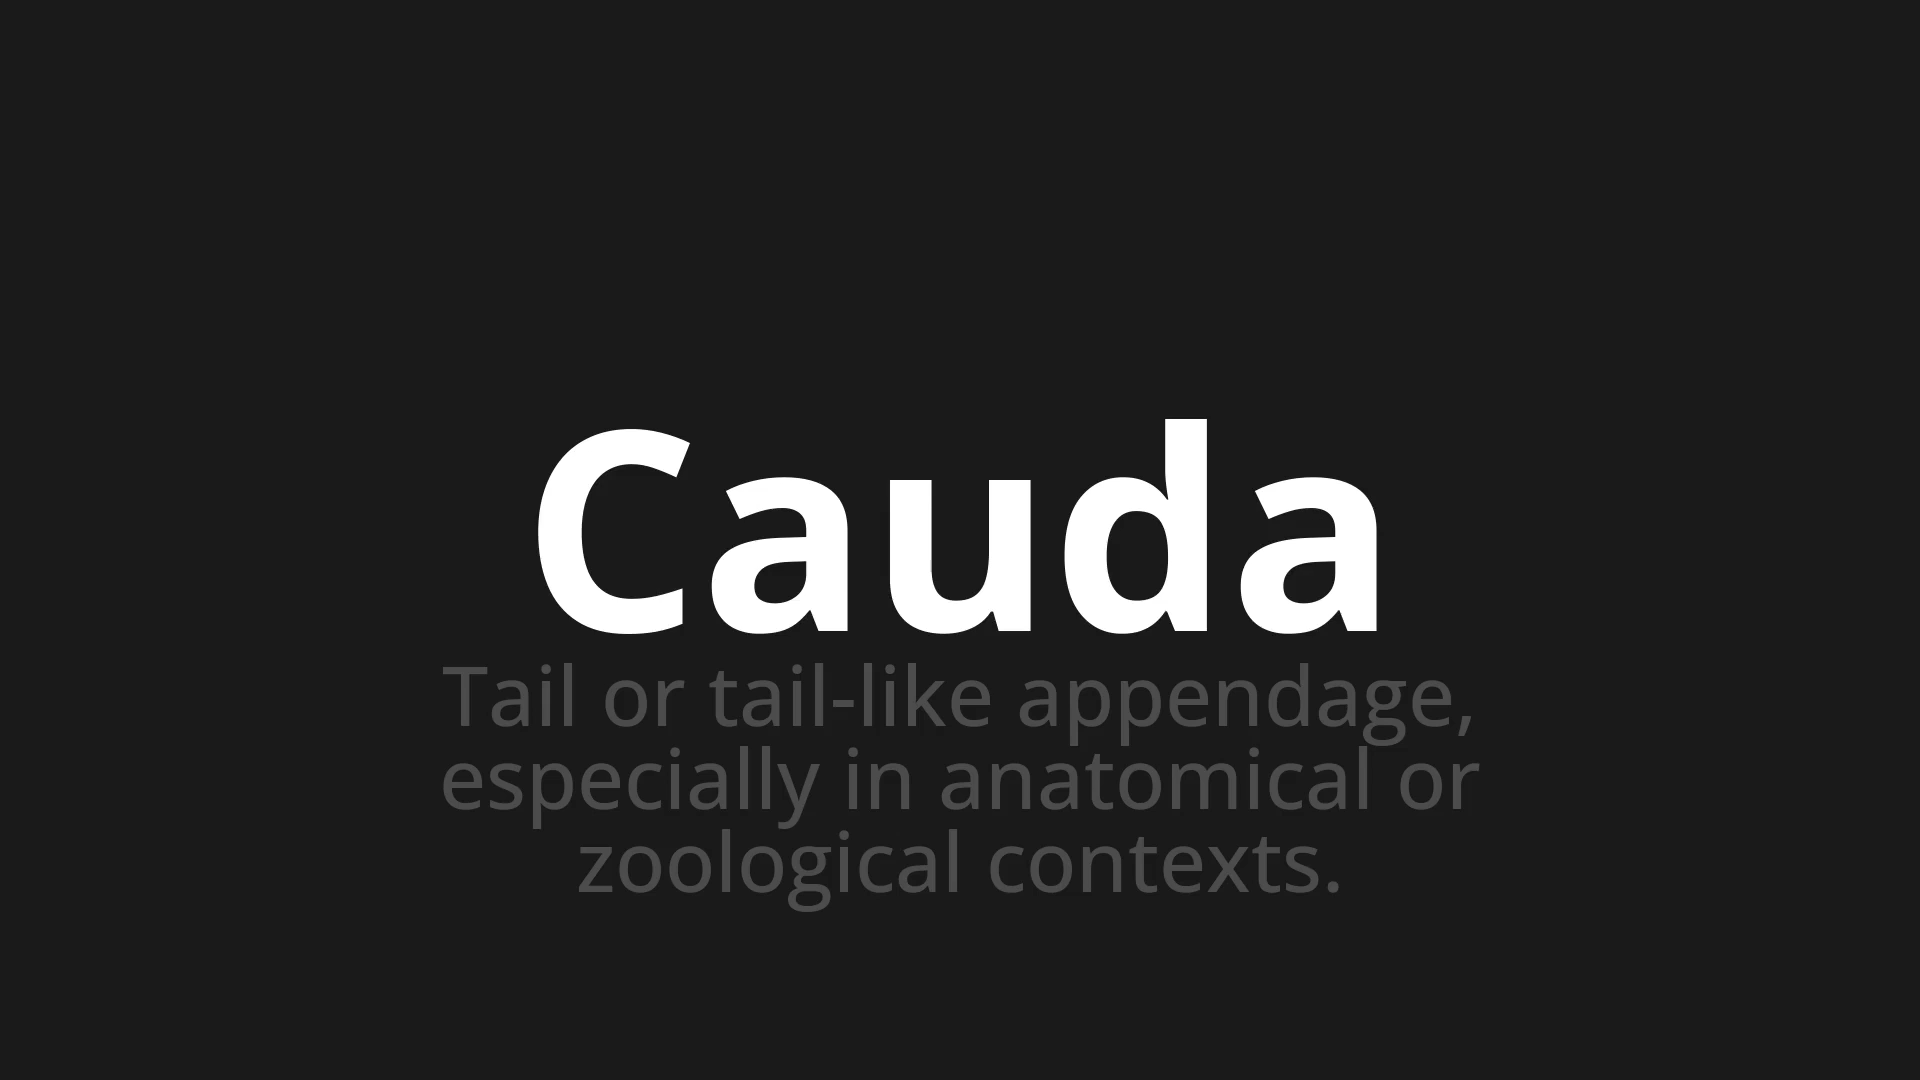 Cauda
Tail or tail-like appendage,
especially in anatomical or
zoological contexts.